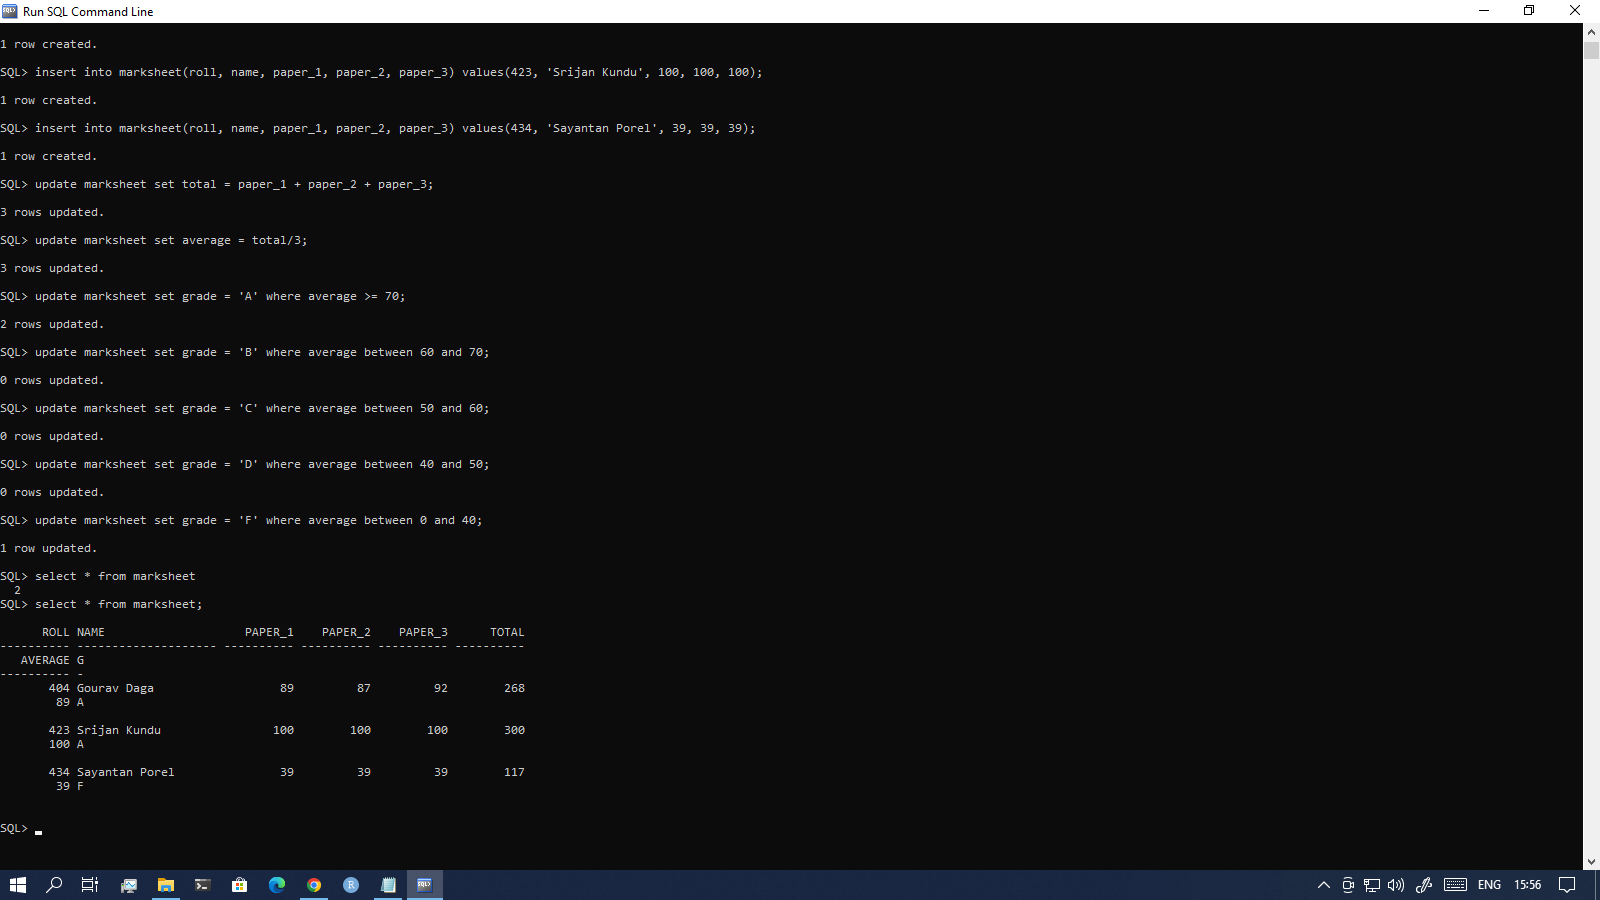 Run SQL Command Line
1 row created.
SQL> insert into marksheet(roll, name, paper_1, paper_2, paper_3) values(423, 'Srijan Kundu', 100, 100, 100);
1 row created.
SQL> insert into marksheet(roll, name, paper_1, paper_2, paper_3) values(434, 'Sayantan Porel', 39, 39, 39);
1 row created.
SQL> update marksheet set total = paper_1 + paper_2 + paper_3;
3 rows updated.
SQL> update marksheet set average = total/3;
3 rows updated.
SQL> update marksheet set grade = 'A' where average >= 70;
2 rows updated.
SQL> update marksheet set grade = 'B' where average between 60 and 70;
0 rows updated.
SQL> update marksheet set grade = 'C' where average between 50 and 60;
0 rows updated.
SQL> update marksheet set grade = 'D' where average between 40 and 50;
0 rows updated.
SQL> update marksheet set grade = 'F' where average between 0 and 40;
1 row updated.
SQL> select * from marksheet
  2
SQL> select * from marksheet;
      ROLL NAME                    PAPER_1    PAPER_2    PAPER_3      TOTAL
---------- -------------------- ---------- ---------- ---------- ----------
   AVERAGE G
---------- -
       404 Gourav Daga                  89         87         92        268
        89 A
       423 Srijan Kundu                100        100        100        300
       100 A
       434 Sayantan Porel               39         39         39        117
        39 F
SQL>
ENG 15:56